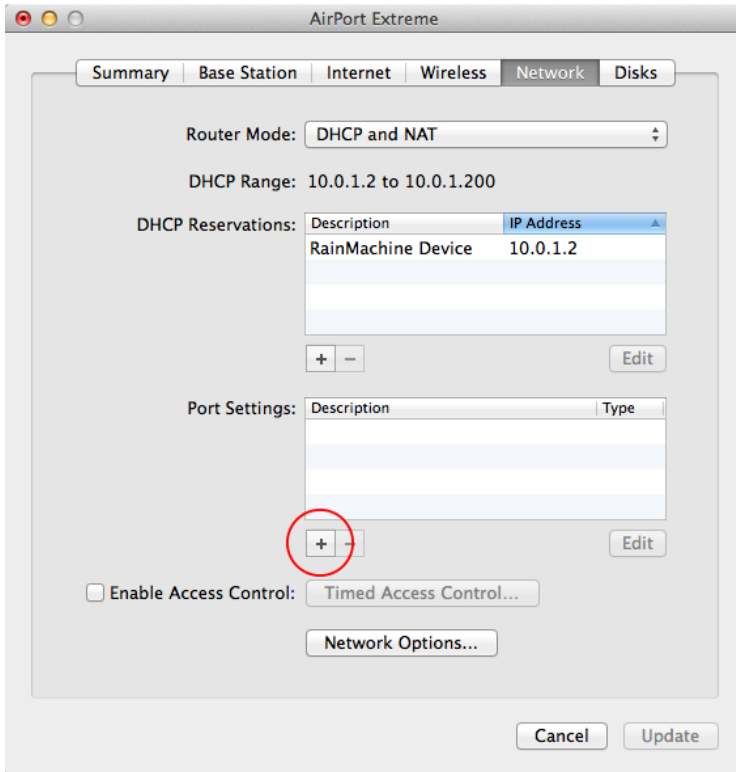 AirPort Extreme
Summary Base Station Internet Wireless Network Disks
Router Mode: DHCP and NAT
DHCP Range: 10.0.1.2 to 10.0.1.200
DHCP Reservations: Description IP Address
RainMachine Device 10.0.1.2
+ − Edit
Port Settings: Description Type
+ − Edit
Enable Access Control: Timed Access Control...
Network Options...
Cancel Update